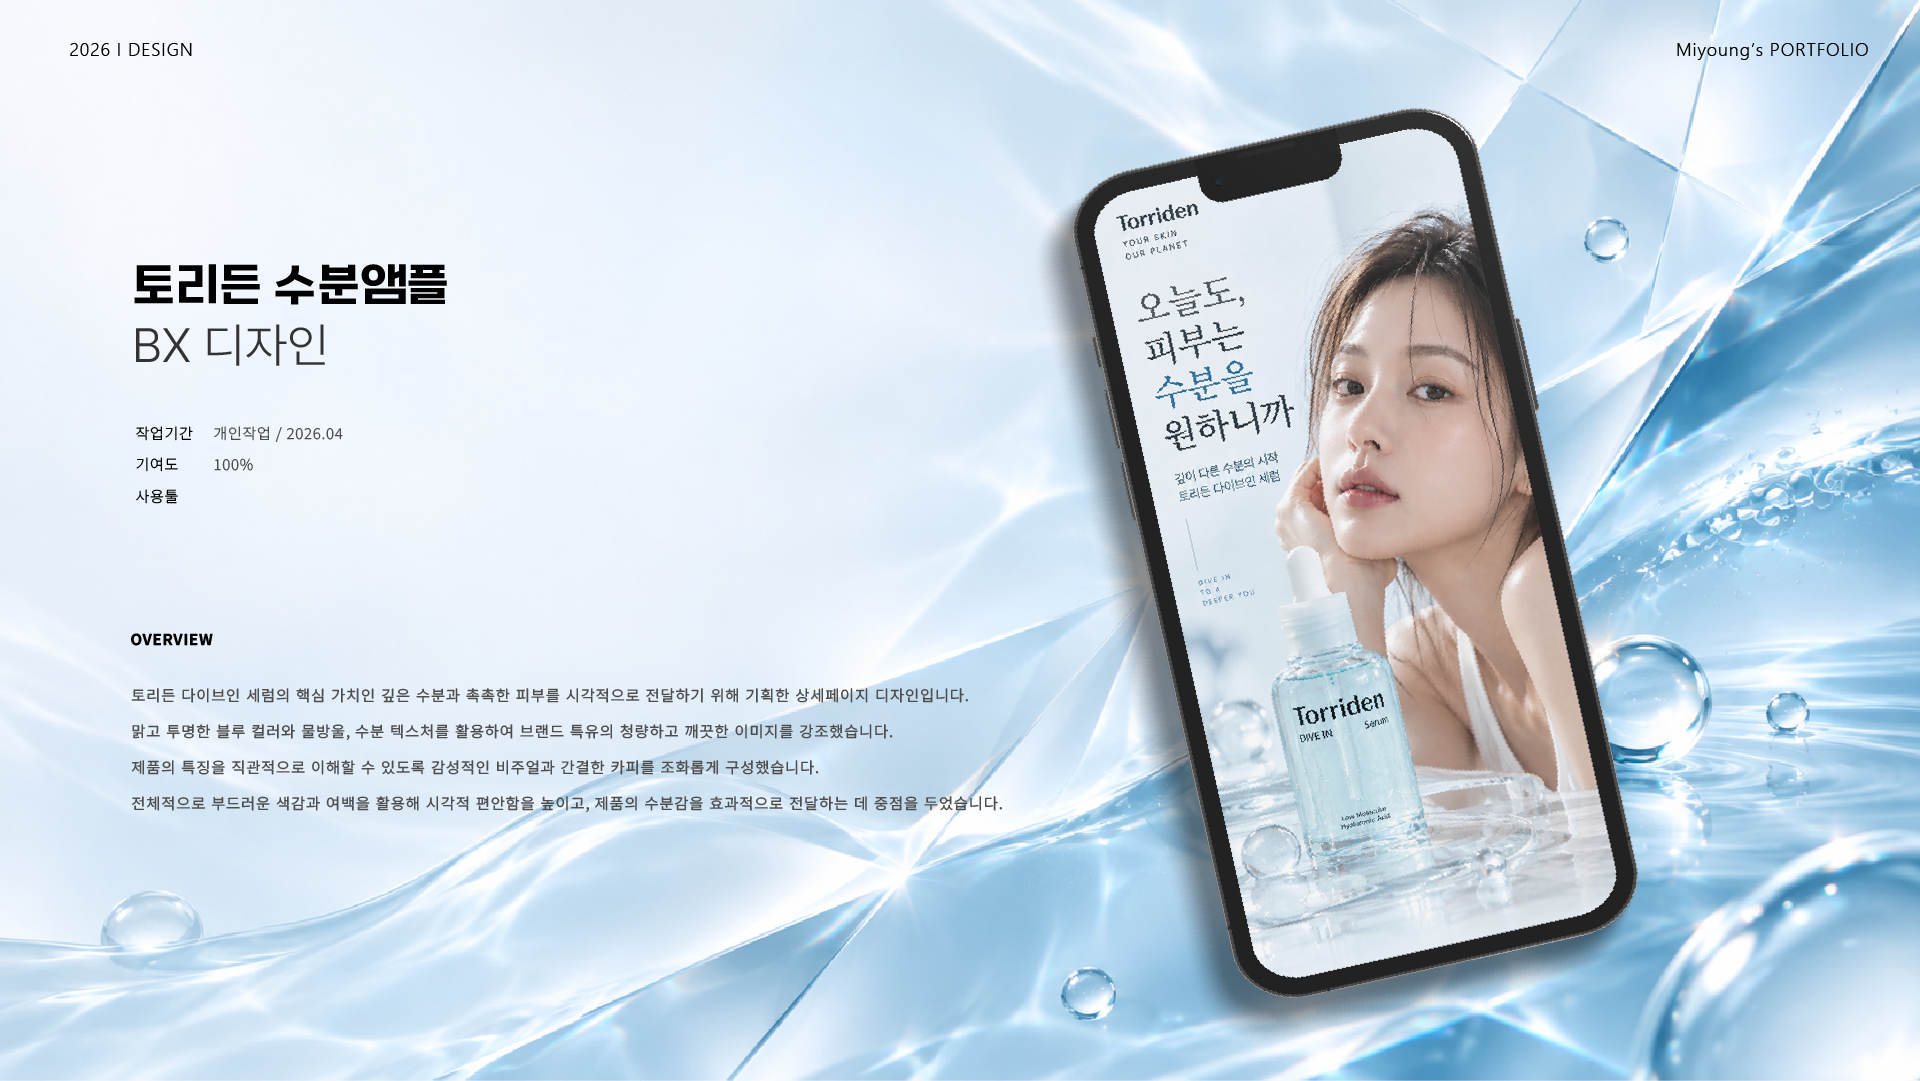 2026 I DESIGN
Miyoung's PORTFOLIO
토리든 수분앰플
BX 디자인
작업기간 개인작업 / 2026.04
기여도 100%
사용툴
OVERVIEW
토리든 다이브인 세럼의 핵심 가치인 깊은 수분과 촉촉한 피부를 시각적으로 전달하기 위해 기획한 상세페이지 디자인입니다.
맑고 투명한 블루 컬러와 물방울, 수분 텍스처를 활용하여 브랜드 특유의 청량하고 깨끗한 이미지를 강조했습니다.
제품의 특징을 직관적으로 이해할 수 있도록 감성적인 비주얼과 간결한 카피를 조화롭게 구성했습니다.
전체적으로 부드러운 색감과 여백을 활용해 시각적 편안함을 높이고, 제품의 수분감을 효과적으로 전달하는 데 중점을 두었습니다.
Torriden
YOUR SKIN
OUR PLANET
오늘도,
피부는
수분을
원하니까
깊이 다른 수분의 시작
토리든 다이브인 세럼
DIVE IN
TO A
DEEPER YOU
Torriden
DIVE IN Serum
Low Molecular
Hyaluronic Acid